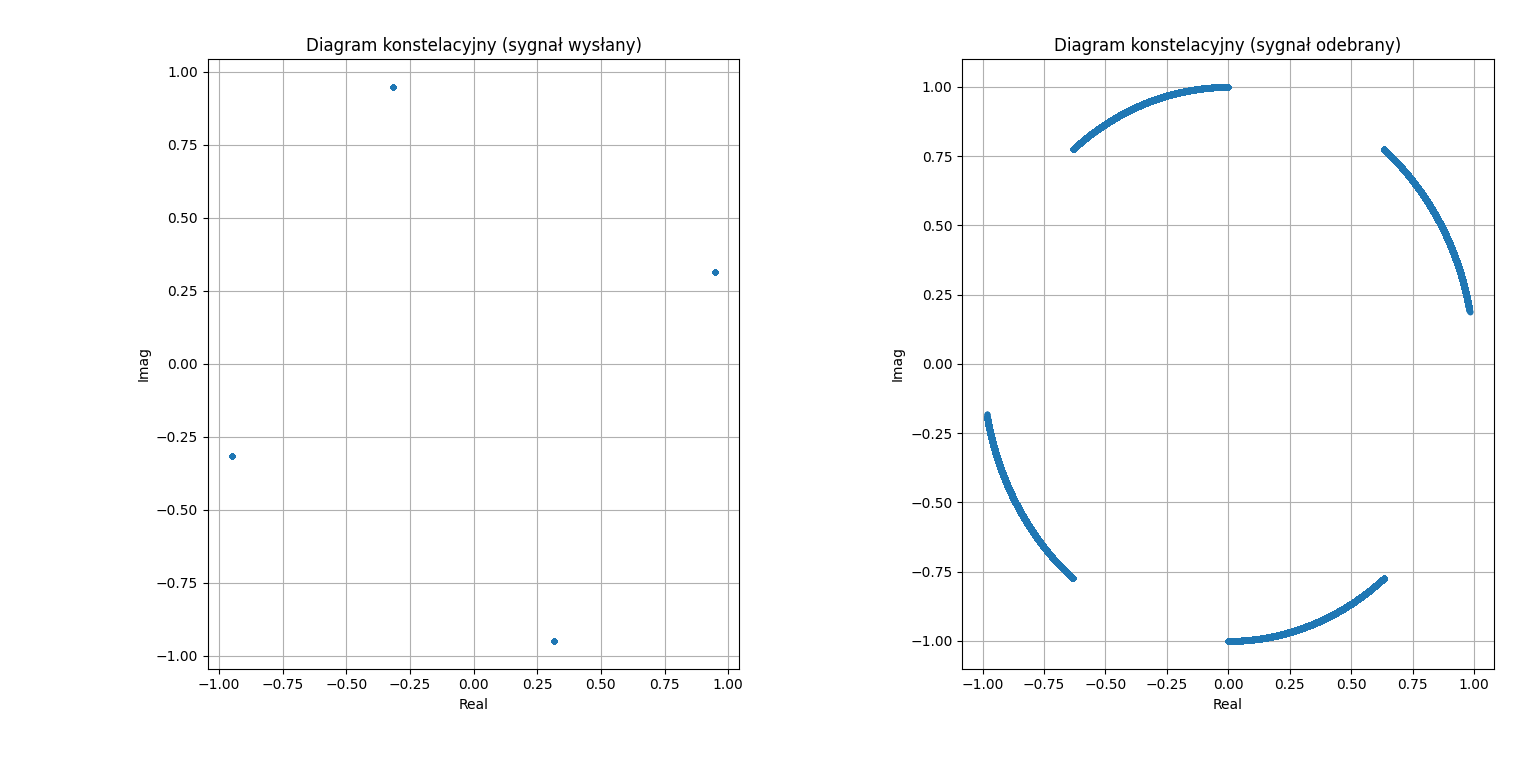 Diagram konstelacyjny (sygnał wysłany)
1.00
0.75
0.50
0.25
0.00
−0.25
−0.50
−0.75
−1.00
Imag
−1.00 −0.75 −0.50 −0.25 0.00 0.25 0.50 0.75 1.00
Real
Diagram konstelacyjny (sygnał odebrany)
1.00
0.75
0.50
0.25
0.00
−0.25
−0.50
−0.75
−1.00
Imag
−1.00 −0.75 −0.50 −0.25 0.00 0.25 0.50 0.75 1.00
Real